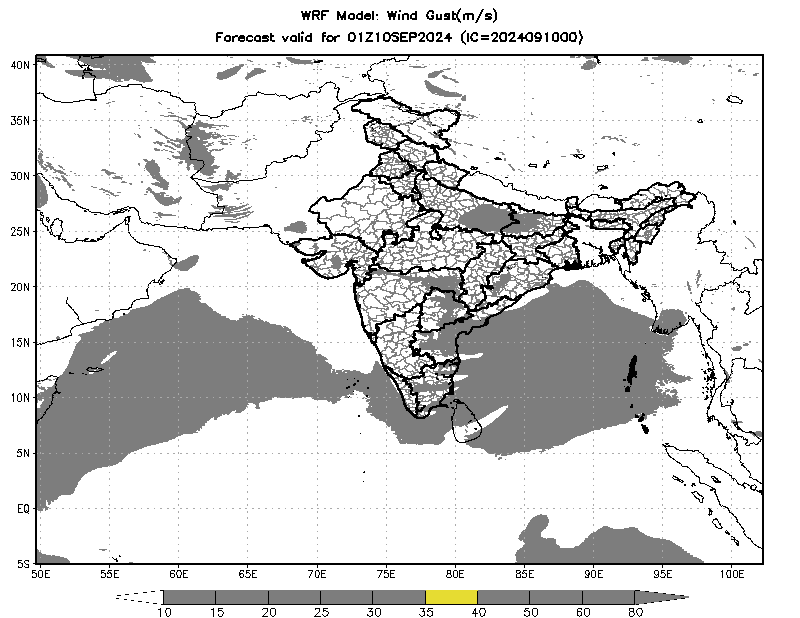 WRF Model: Wind Gust(m/s)
Forecast valid for 01Z10SEP2024 (IC=2024091000)
40N
35N
30N
25N
20N
15N
10N
5N
EQ
5S
50E 55E 60E 65E 70E 75E 80E 85E 90E 95E 100E
10 15 20 25 30 35 40 50 60 80